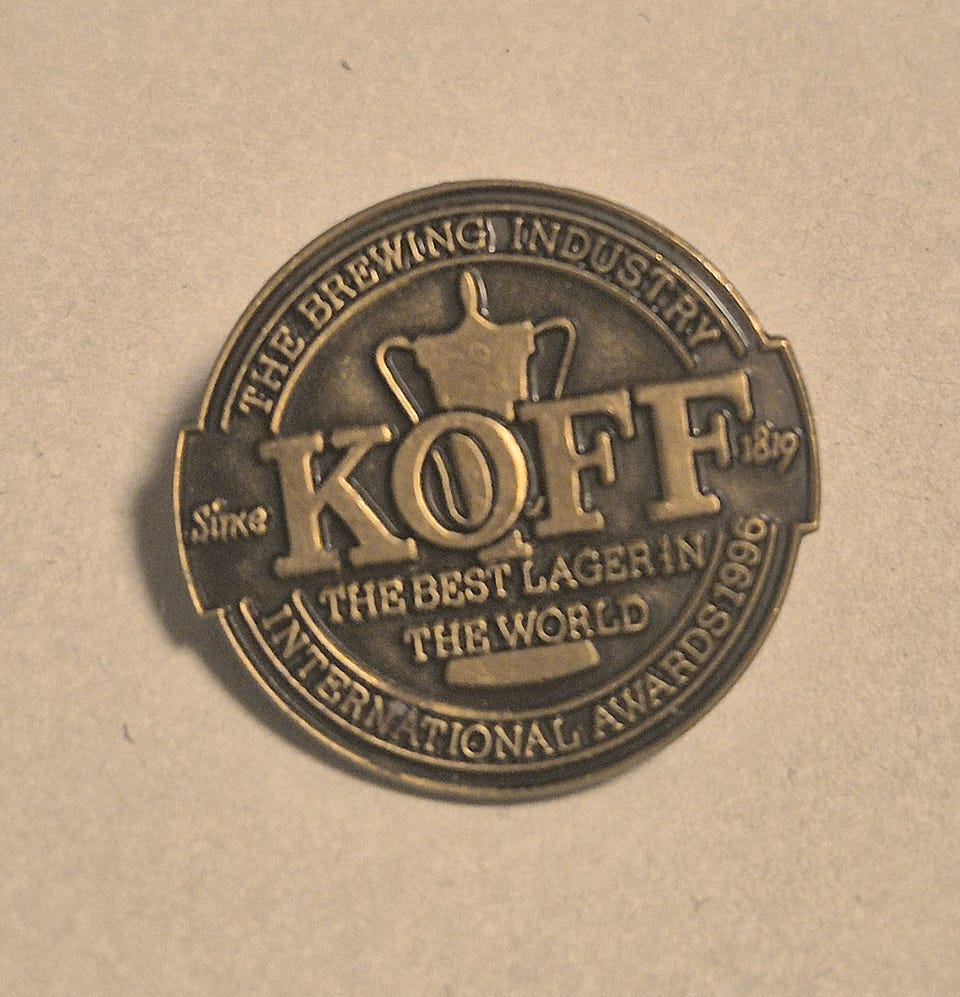 THE BREWING INDUSTRY
KOFF
Since 1819
THE BEST LAGER IN
THE WORLD
INTERNATIONAL AWARDS 1996